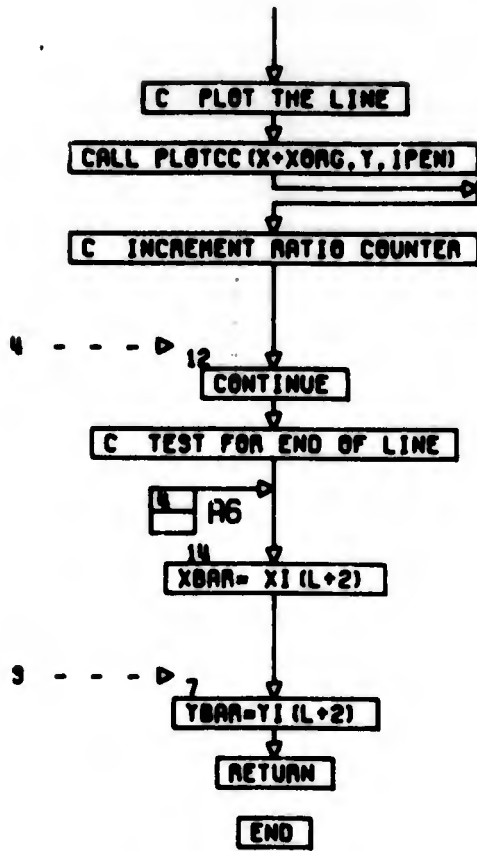 C PLOT THE LINE
CALL PLOTCC(X+XORG,Y,IPEN)
C INCREMENT RATIO COUNTER
4
12
CONTINUE
C TEST FOR END OF LINE
A6
14
XBAR= XI(L+2)
7
YBAR=YI(L+2)
RETURN
END